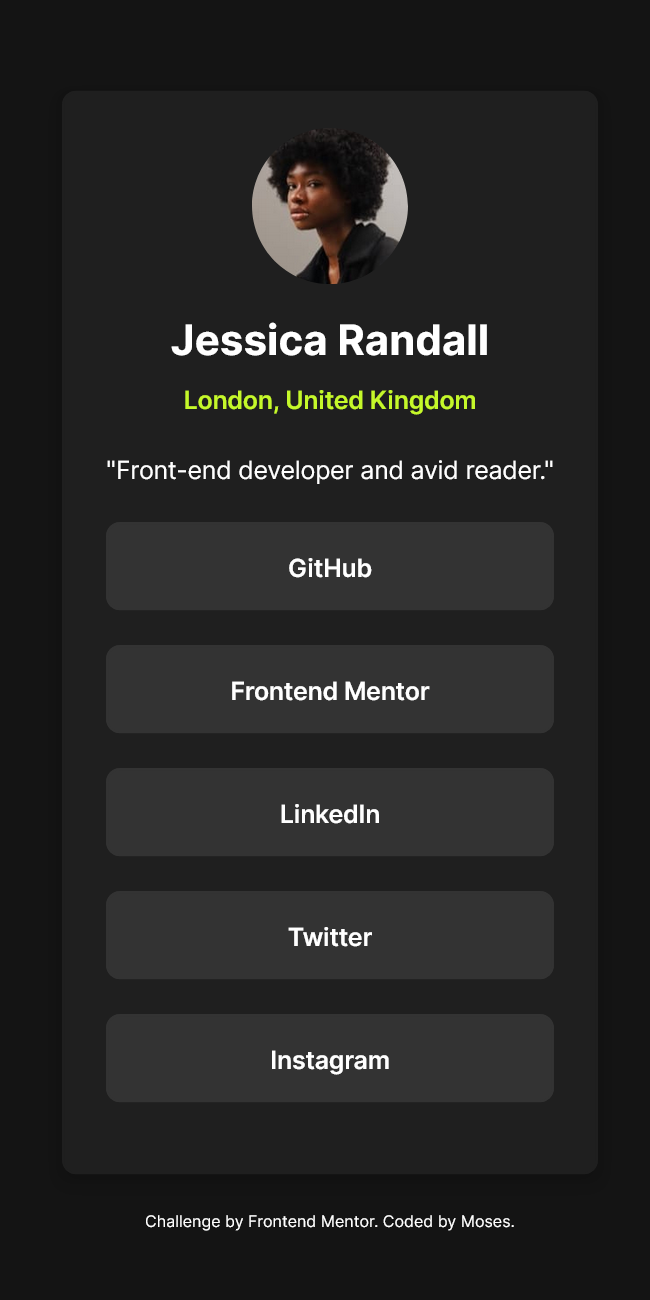 Jessica Randall
London, United Kingdom
"Front-end developer and avid reader."
GitHub
Frontend Mentor
LinkedIn
Twitter
Instagram
Challenge by Frontend Mentor. Coded by Moses.